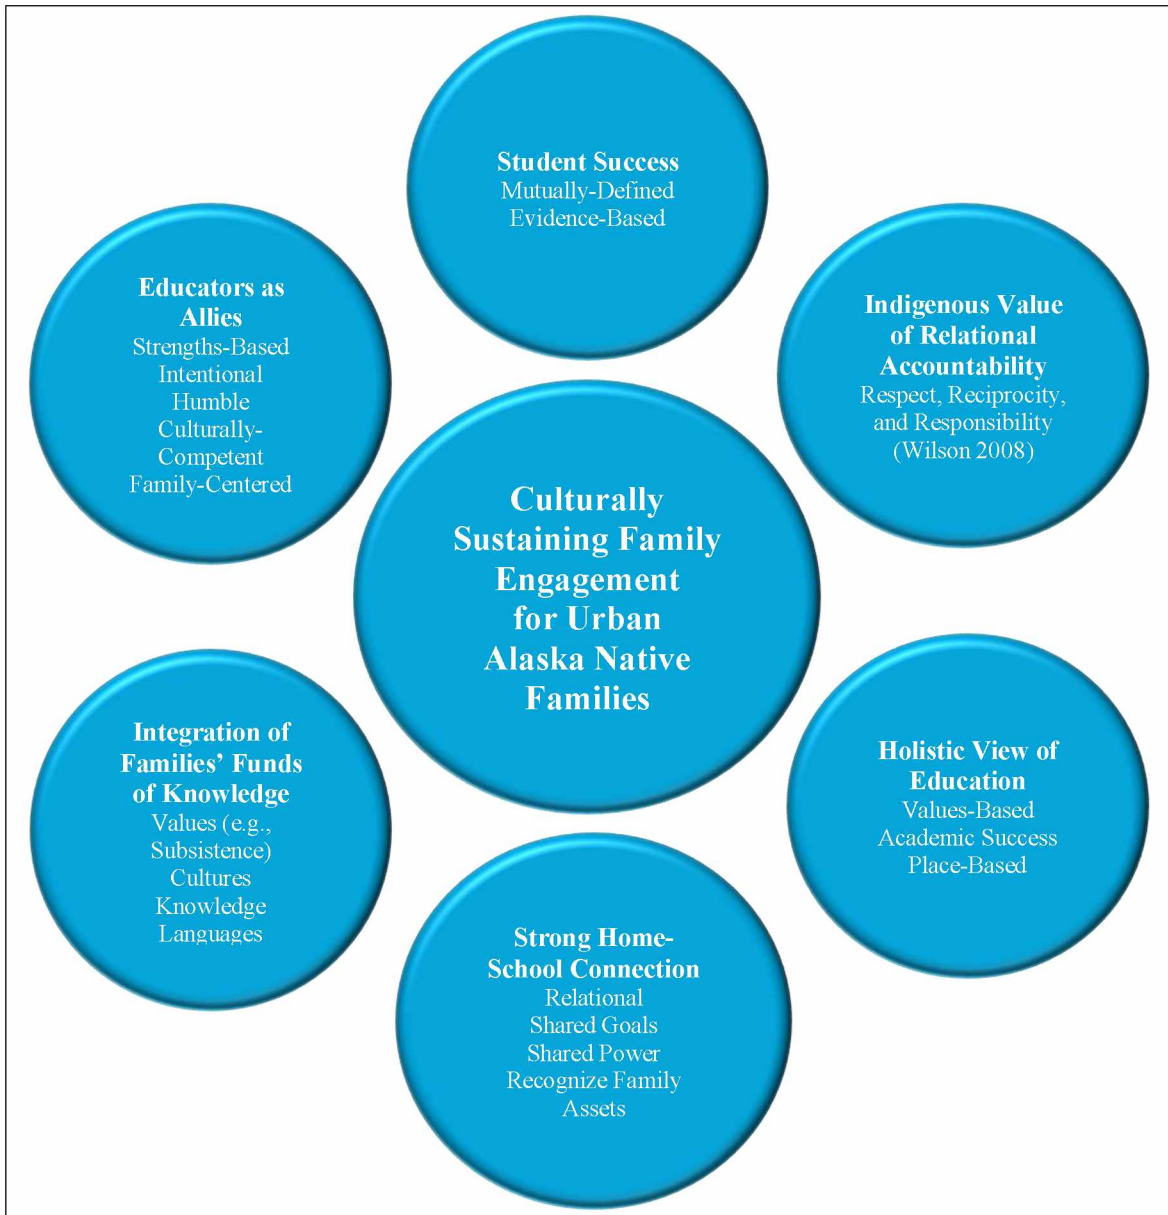 Student Success
Mutually-Defined
Evidence-Based
Educators as
Allies
Strengths-Based
Intentional
Humble
Culturally-
Competent
Family-Centered
Indigenous Value
of Relational
Accountability
Respect, Reciprocity,
and Responsibility
(Wilson 2008)
Culturally
Sustaining Family
Engagement
for Urban
Alaska Native
Families
Integration of
Families’ Funds
of Knowledge
Values (e.g.,
Subsistence)
Cultures
Knowledge
Languages
Holistic View of
Education
Values-Based
Academic Success
Place-Based
Strong Home-
School Connection
Relational
Shared Goals
Shared Power
Recognize Family
Assets